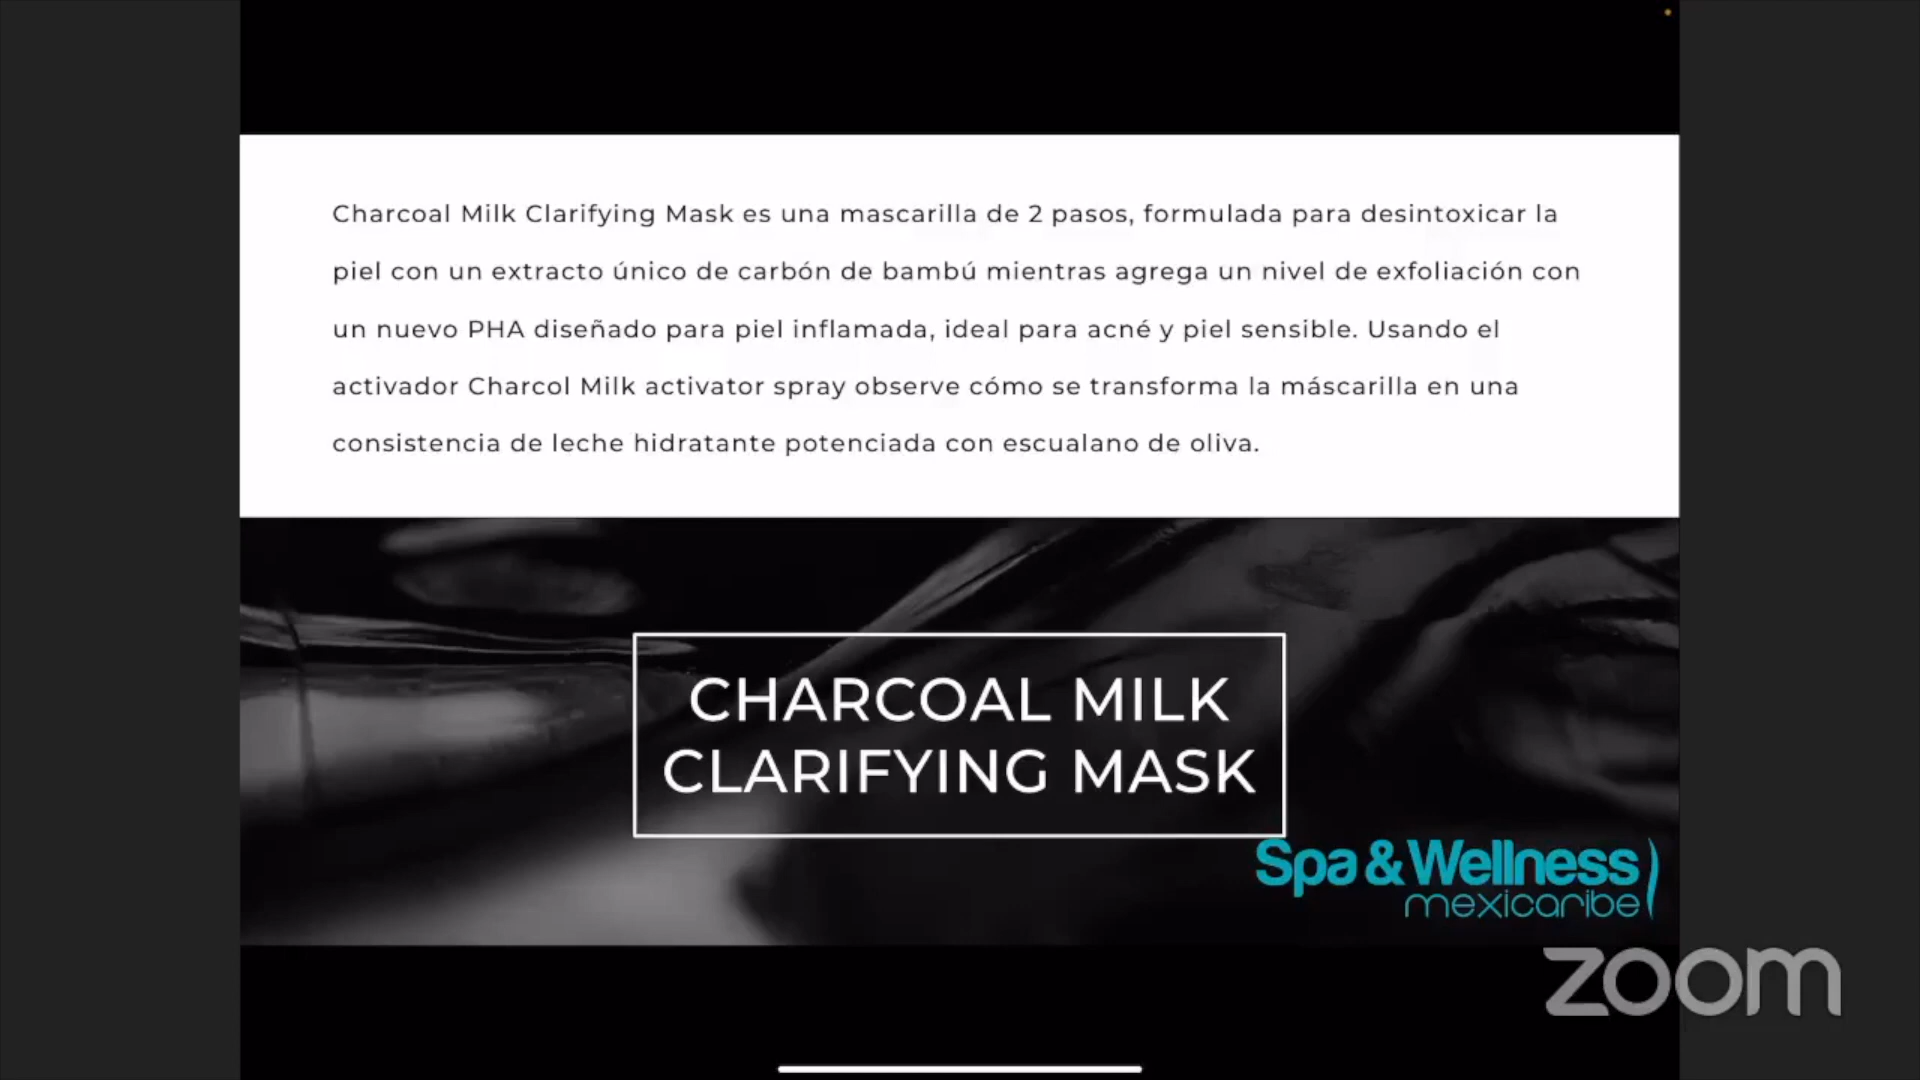 Charcoal Milk Clarifying Mask es una mascarilla de 2 pasos, formulada para desintoxicar la
piel con un extracto único de carbón de bambú mientras agrega un nivel de exfoliación con
un nuevo PHA diseñado para piel inflamada, ideal para acné y piel sensible. Usando el
activador Charcol Milk activator spray observe cómo se transforma la máscarilla en una
consistencia de leche hidratante potenciada con escualano de oliva.
CHARCOAL MILK
CLARIFYING MASK
Spa & Wellness
mexicaribe
zoom